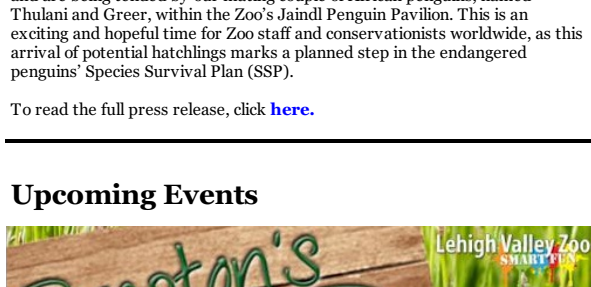 Thulani and Greer, within the Zoo's Jaindl Penguin Pavilion. This is an
exciting and hopeful time for Zoo staff and conservationists worldwide, as this
arrival of potential hatchlings marks a planned step in the endangered
penguins' Species Survival Plan (SSP).
To read the full press release, click here.
Upcoming Events
Lehigh Valley Zoo
SMART FUN